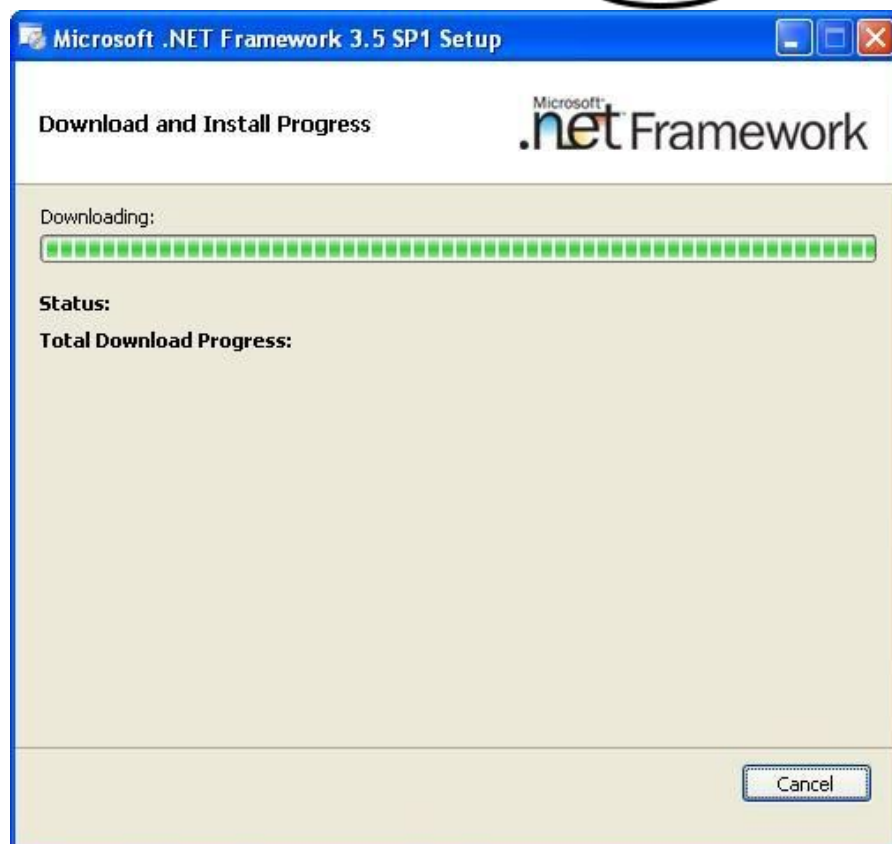 Microsoft .NET Framework 3.5 SP1 Setup
Download and Install Progress
Microsoft
.net Framework
Downloading:
Status:
Total Download Progress:
Cancel